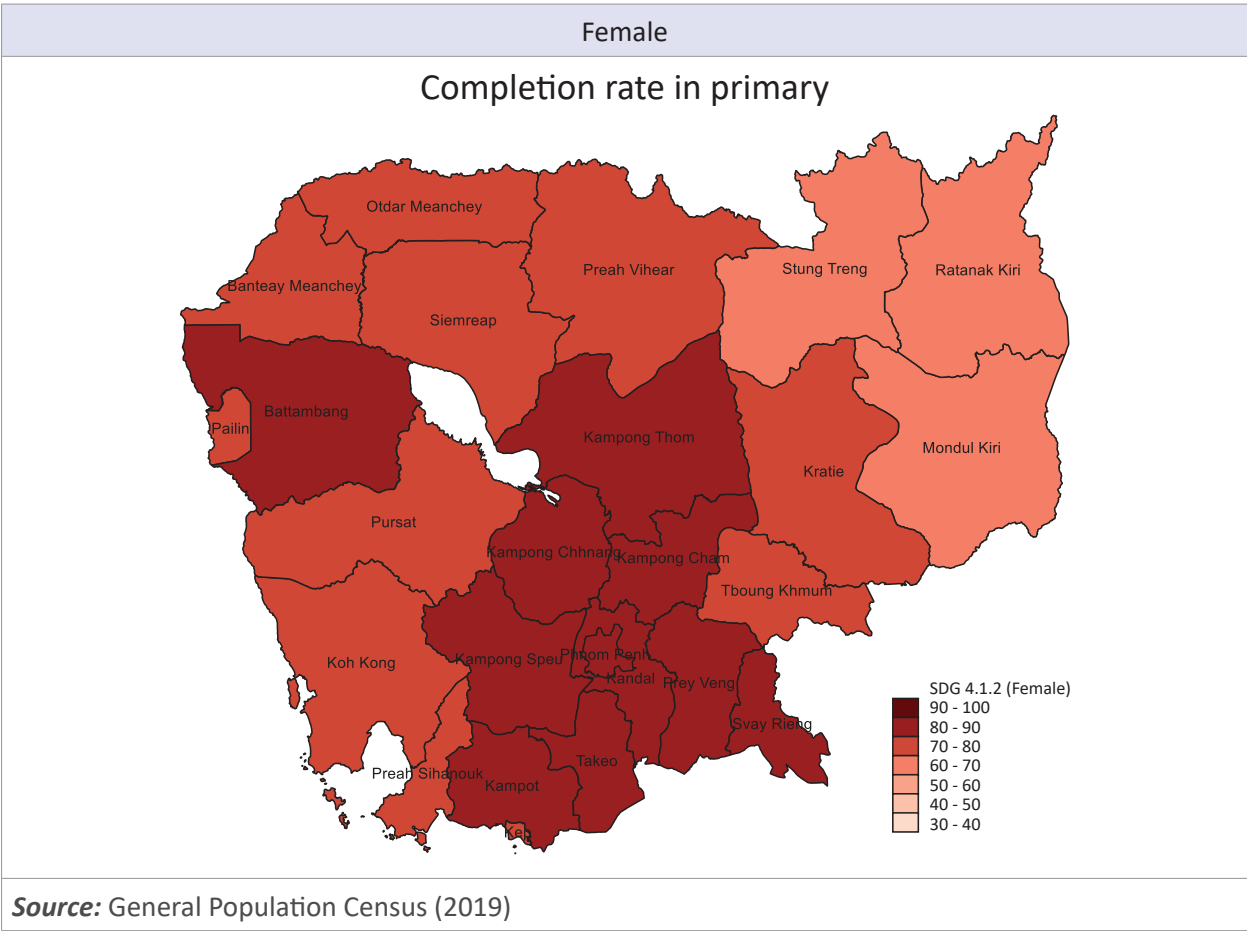 Female
Completion rate in primary
Otdar Meanchey
Banteay Meanchey
Siemreap
Preah Vihear
Stung Treng
Ratanak Kiri
Battambang
Pailin
Kampong Thom
Kratie
Mondul Kiri
Pursat
Kampong Chhnang
Kampong Cham
Tboung Khmum
Koh Kong
Kampong Speu
Phnom Penh
Kandal
Prey Veng
Svay Rieng
Preah Sihanouk
Kampot
Takeo
Kep
SDG 4.1.2 (Female)
90 - 100
80 - 90
70 - 80
60 - 70
50 - 60
40 - 50
30 - 40
Source: General Population Census (2019)